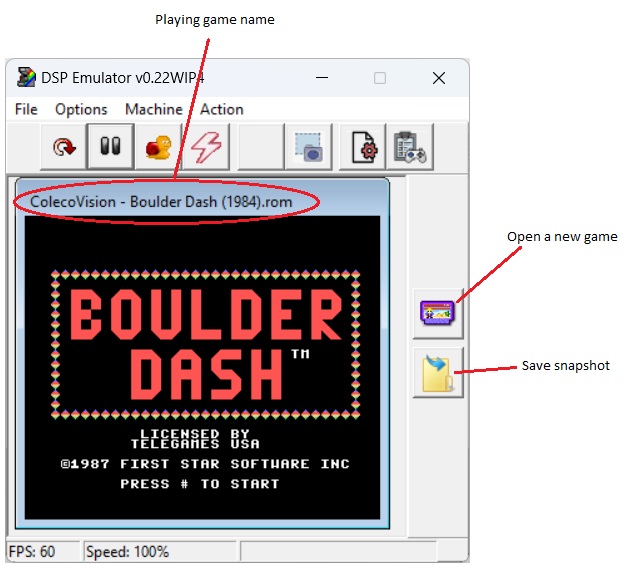 Playing game name
DSP Emulator v0.22WIP4
File Options Machine Action
ColecoVision - Boulder Dash (1984).rom
Open a new game
BOULDER
DASH™
Save snapshot
LICENSED BY
TELEGAMES USA
©1987 FIRST STAR SOFTWARE INC
PRESS # TO START
FPS: 60 Speed: 100%